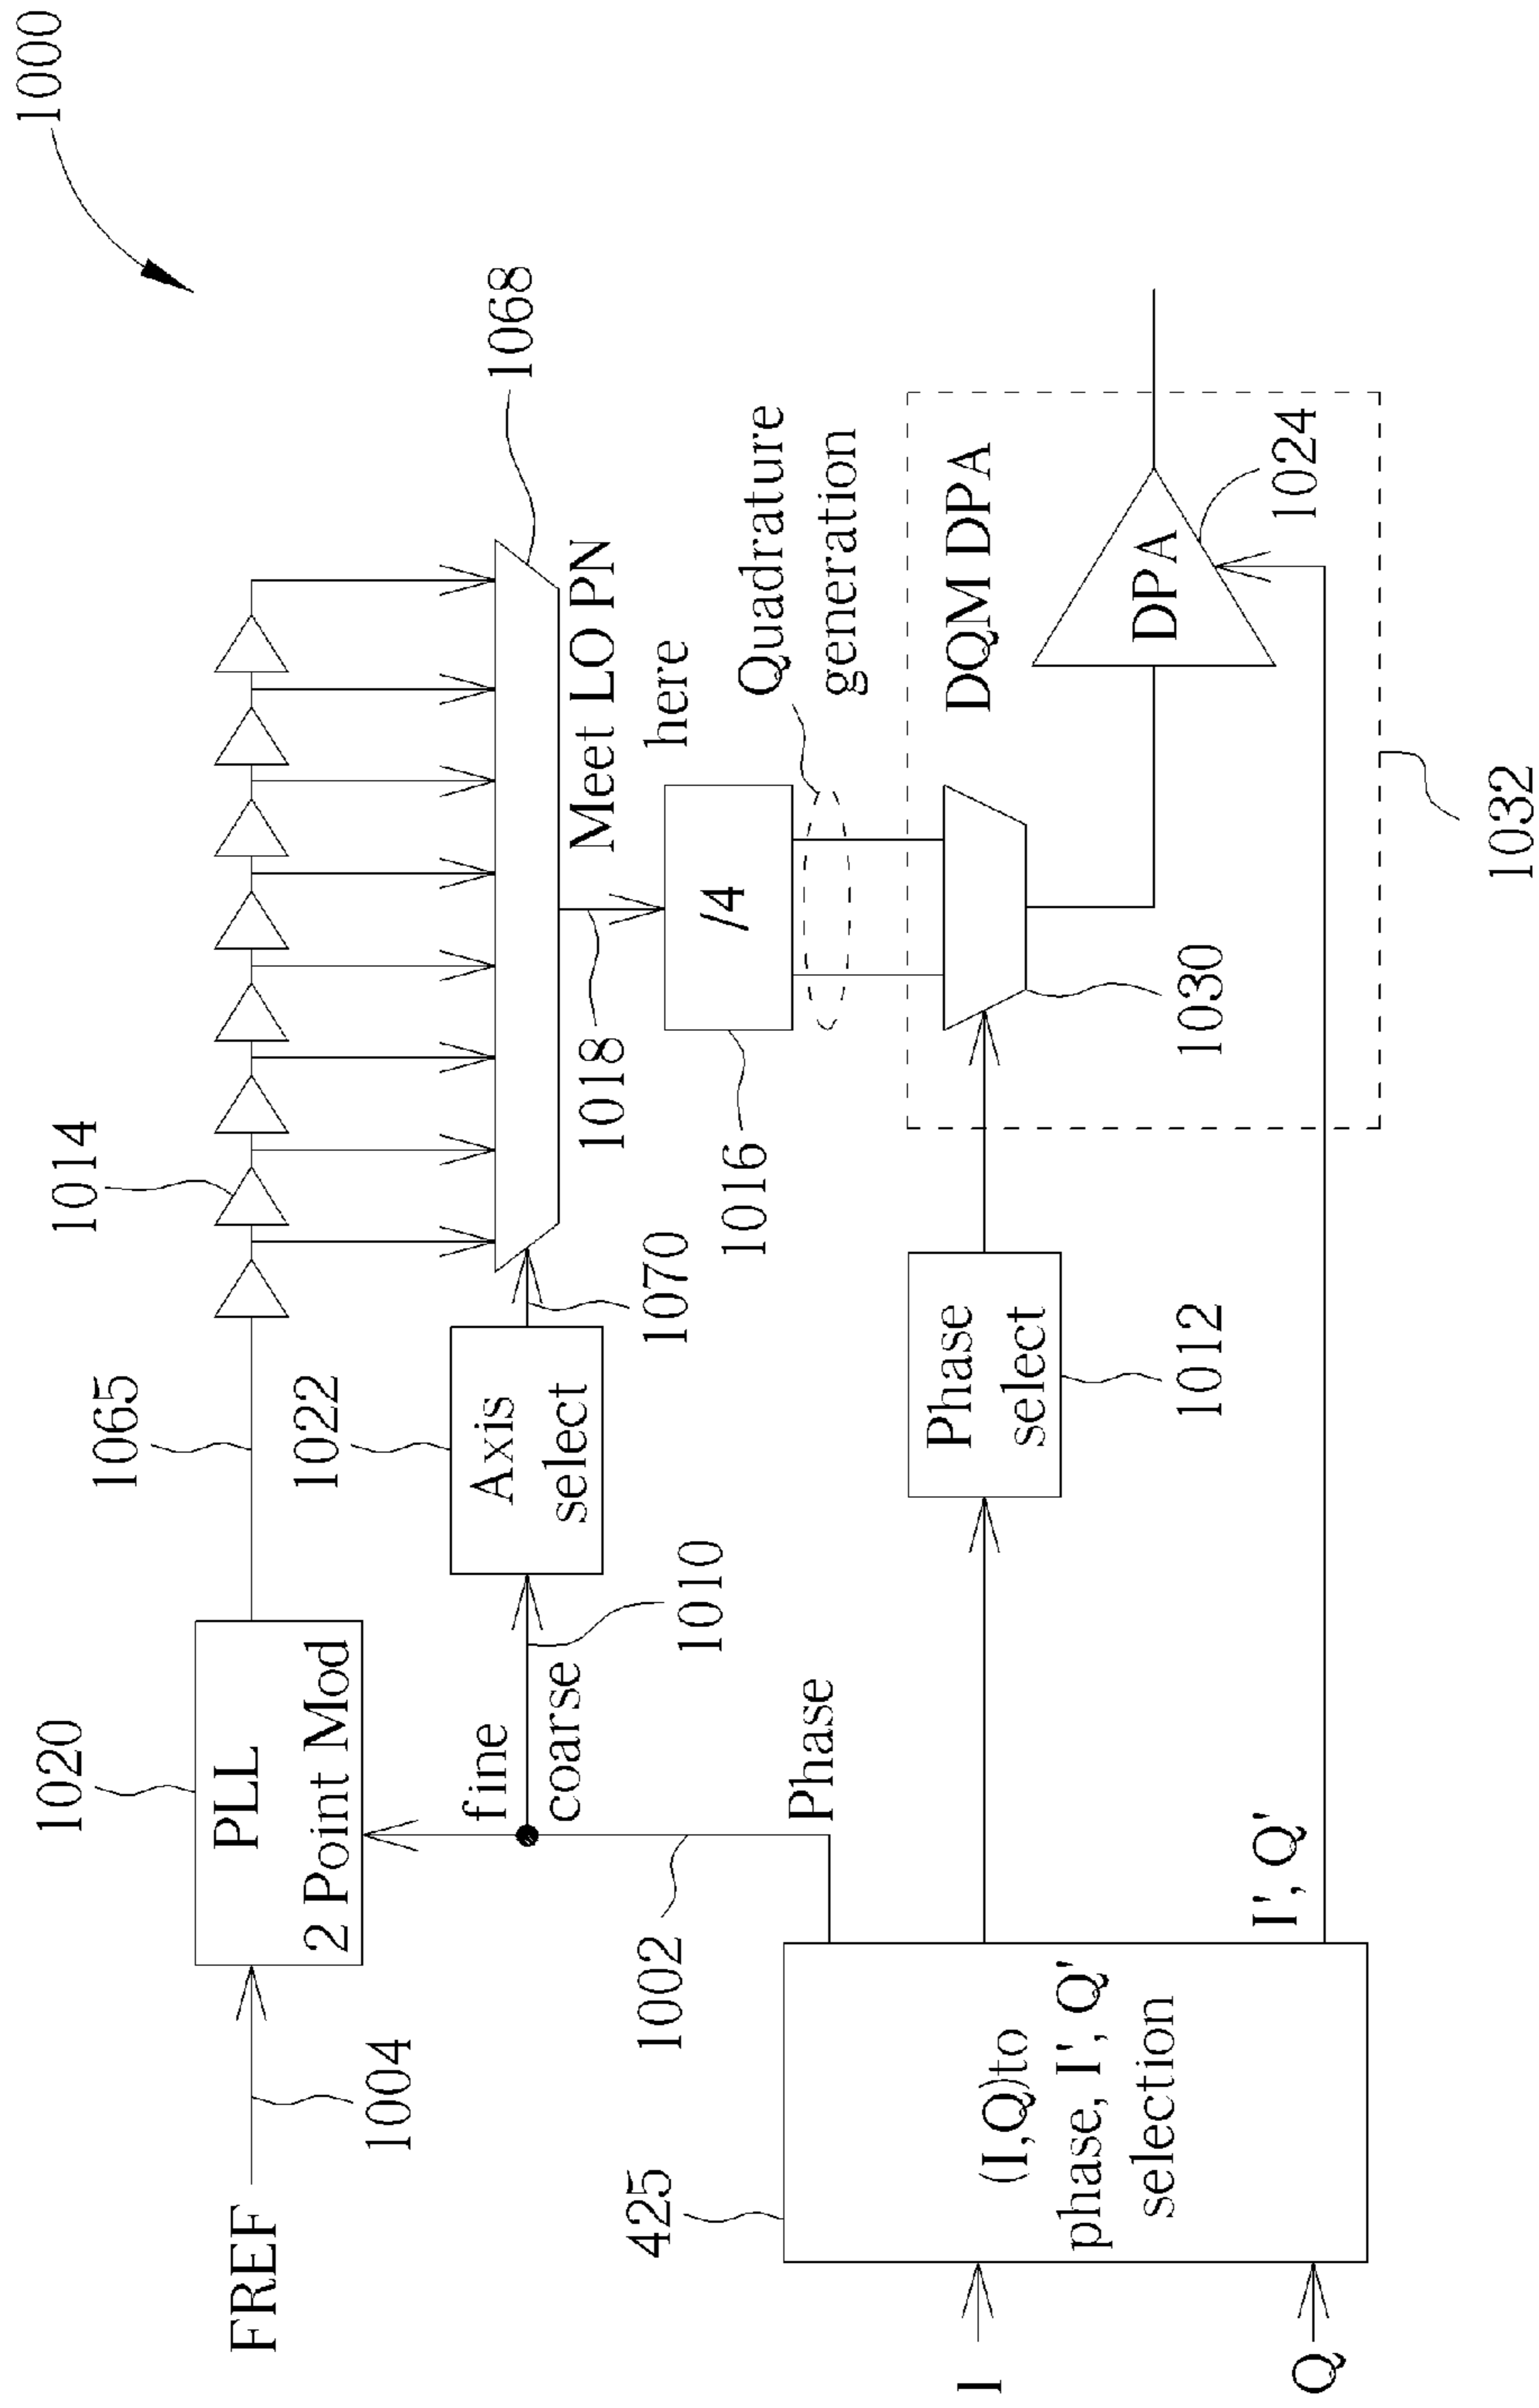 1000
1014
1065
1020
FREF
1004
PLL
2 Point Mod
1022
Axis
select
1070
1068
Meet LO PN
here
fine
coarse
1010
1018
/4
1016
Quadrature
generation
Phase
1002
425
(I,Q)to
phase, I', Q'
selection
I
Q
I', Q'
Phase
select
1012
DQM DPA
1030
DPA
1024
1032